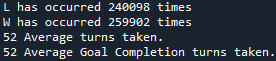 L has occurred 240098 times
W has occurred 259902 times
52 Average turns taken.
52 Average Goal Completion turns taken.